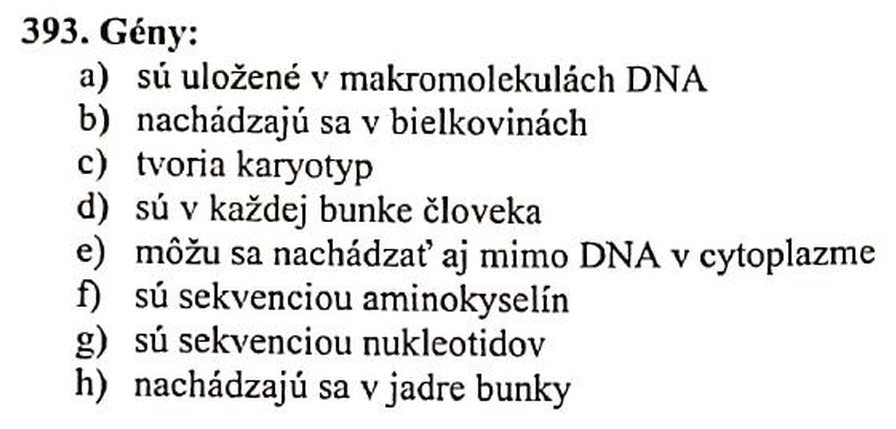 393. Gény:
a) sú uložené v makromolekulách DNA
b) nachádzajú sa v bielkovinách
c) tvoria karyotyp
d) sú v každej bunke človeka
e) môžu sa nachádzať aj mimo DNA v cytoplazme
f) sú sekvenciou aminokyselín
g) sú sekvenciou nukleotidov
h) nachádzajú sa v jadre bunky